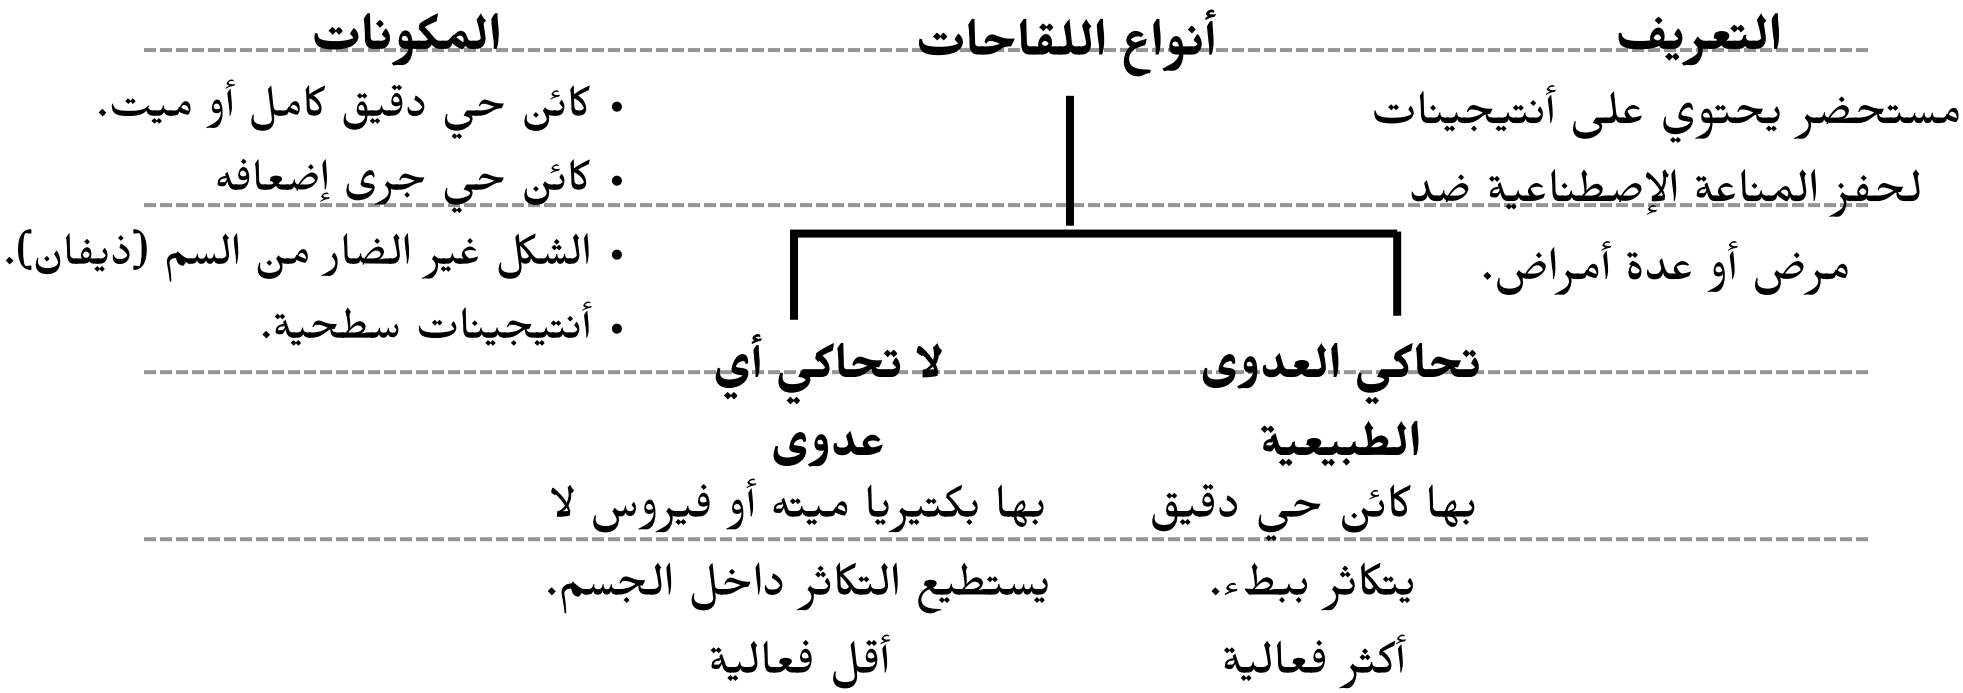 التعريف
مستحضر يحتوي على أنتيجينات
لحفز المناعة الإصطناعية ضد
مرض أو عدة أمراض.
أنواع اللقاحات
تحاكي العدوى
الطبيعية
بها كائن حي دقيق
يتكاثر ببطء.
أكثر فعالية
لا تحاكي أي
عدوى
بها بكتيريا ميته أو فيروس لا
يستطيع التكاثر داخل الجسم.
أقل فعالية
المكونات
• كائن حي دقيق كامل أو ميت.
• كائن حي جرى إضعافه
• الشكل غير الضار من السم (ذيفان).
• أنتيجينات سطحية.